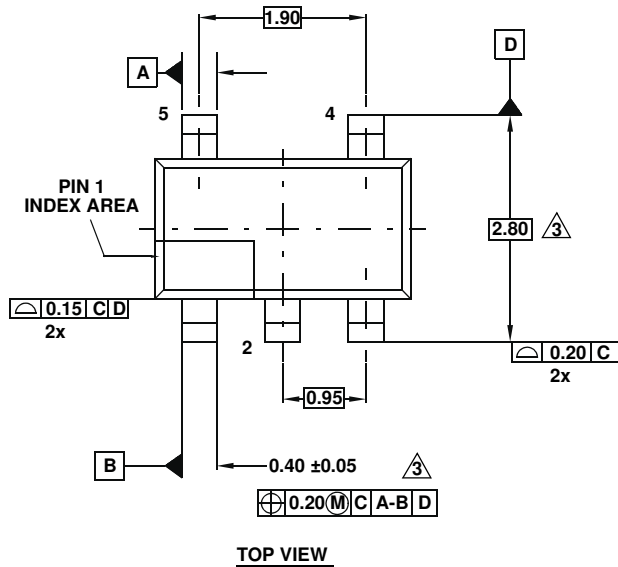 1.90
D
A
5
4
PIN 1
INDEX AREA
2.80 3
⌓ 0.15 C D
2x
2
⌓ 0.20 C
2x
0.95
B
0.40 ±0.05 3
⌖ 0.20 Ⓜ C A-B D
TOP VIEW